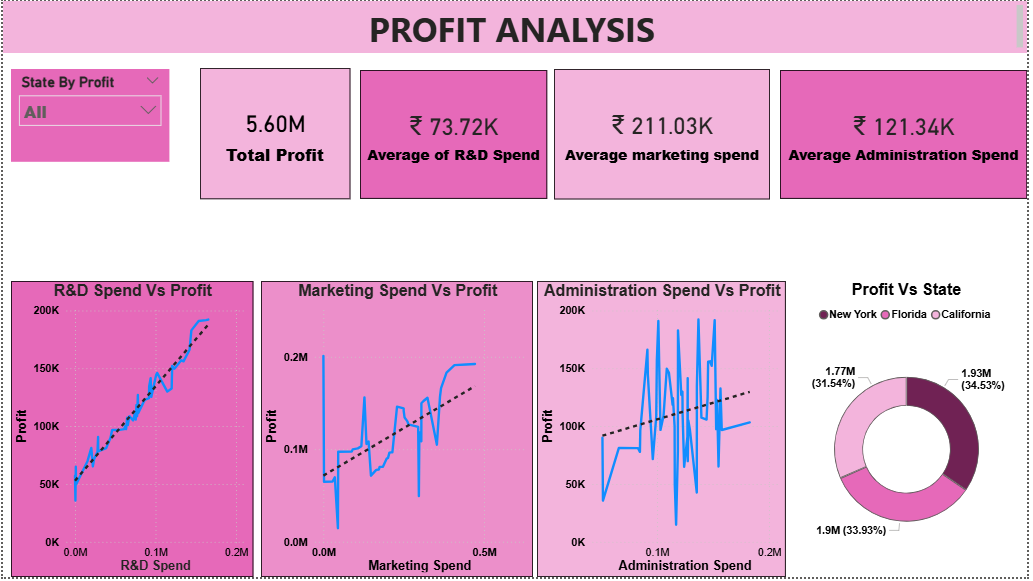 PROFIT ANALYSIS
State By Profit
All
5.60M
Total Profit
₹ 73.72K
Average of R&D Spend
₹ 211.03K
Average marketing spend
₹ 121.34K
Average Administration Spend
R&D Spend Vs Profit
200K
150K
100K
50K
0K
Profit
0.0M 0.1M 0.2M
R&D Spend
Marketing Spend Vs Profit
0.2M
0.1M
0.0M
Profit
0.0M 0.5M
Marketing Spend
Administration Spend Vs Profit
200K
150K
100K
50K
0K
Profit
0.1M 0.2M
Administration Spend
Profit Vs State
New York Florida California
1.77M
(31.54%)
1.93M
(34.53%)
1.9M (33.93%)